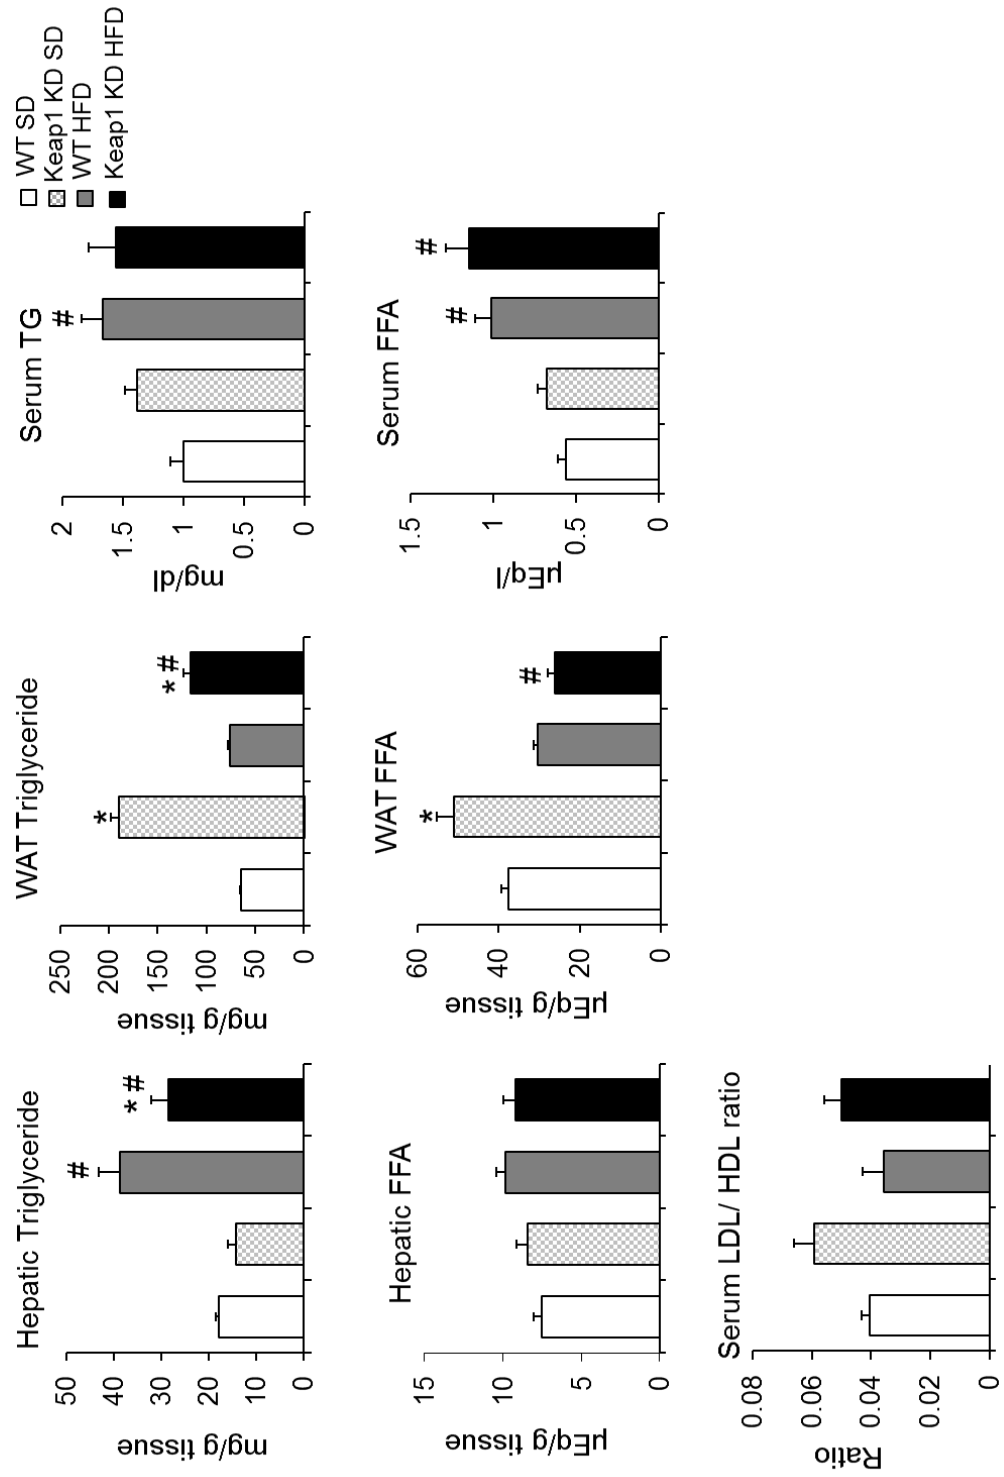 Hepatic Triglyceride
mg/g tissue
50
40
30
20
10
0
#
* #
WAT Triglyceride
mg/g tissue
250
200
150
100
50
0
*
* #
Serum TG
mg/dl
2
1.5
1
0.5
0
#
WT SD
Keap1 KD SD
WT HFD
Keap1 KD HFD
Hepatic FFA
µEq/g tissue
15
10
5
0
WAT FFA
µEq/g tissue
60
40
20
0
*
#
Serum FFA
µEq/l
1.5
1
0.5
0
#
#
Serum LDL/ HDL ratio
Ratio
0.08
0.06
0.04
0.02
0